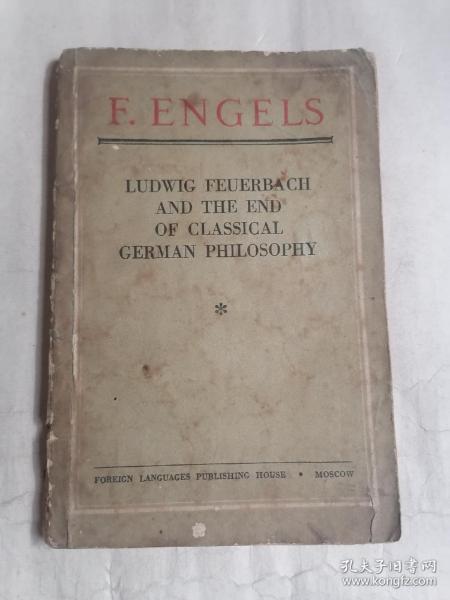 F. ENGELS
LUDWIG FEUERBACH
AND THE END
OF CLASSICAL
GERMAN PHILOSOPHY
*
FOREIGN LANGUAGES PUBLISHING HOUSE • MOSCOW
孔夫子旧书网
www.kongfz.com